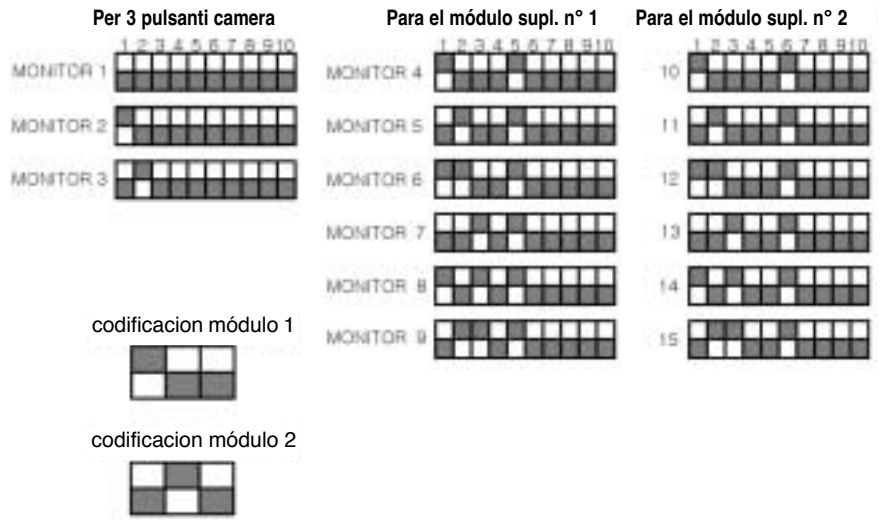 Per 3 pulsanti camera
1 2 3 4 5 6 7 8 9 10
MONITOR 1
MONITOR 2
MONITOR 3
codificacion módulo 1
codificacion módulo 2
Para el módulo supl. n° 1
1 2 3 4 5 6 7 8 9 10
MONITOR 4
MONITOR 5
MONITOR 6
MONITOR 7
MONITOR 8
MONITOR 9
Para el módulo supl. n° 2
1 2 3 4 5 6 7 8 9 10
10
11
12
13
14
15